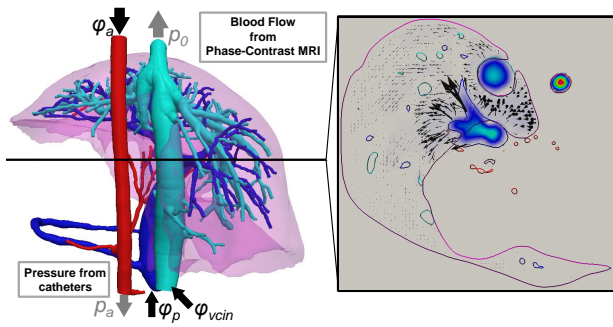 φa
p0
Blood Flow
from
Phase-Contrast MRI
Pressure from
catheters
pa
φp
φvcin